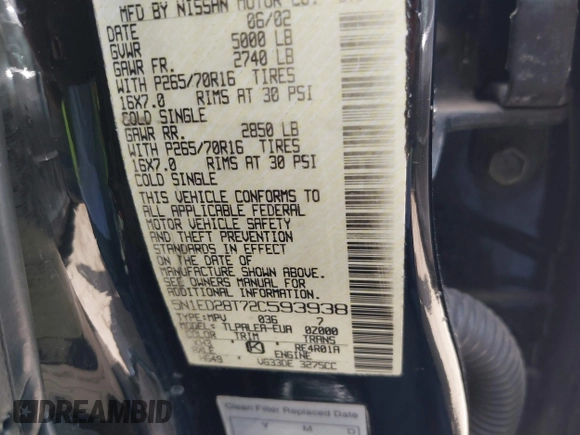 MFD BY NISSAN MOTOR CO.
DATE 06/02
GVWR 5000 LB
GAWR FR. 2740 LB
WITH P265/70R16 TIRES
16X7.0 RIMS AT 30 PSI
COLD SINGLE
GAWR RR. 2850 LB
WITH P265/70R16 TIRES
16X7.0 RIMS AT 30 PSI
COLD SINGLE
THIS VEHICLE CONFORMS TO
ALL APPLICABLE FEDERAL
MOTOR VEHICLE SAFETY
AND THEFT PREVENTION
STANDARDS IN EFFECT
ON THE DATE OF
MANUFACTURE SHOWN ABOVE.
SEE OWNERS MANUAL FOR
ADDITIONAL INFORMATION.
5N1ED28T72C593938
TYPE: MPV 036 7
TLPALEA-EUA 0Z000
COLOR TRIM TRANS
KH3 K RE4R01A
ENGINE
VG33DE 3275CC
Clean Filter Replaced Date
Y M D
DREAMBID